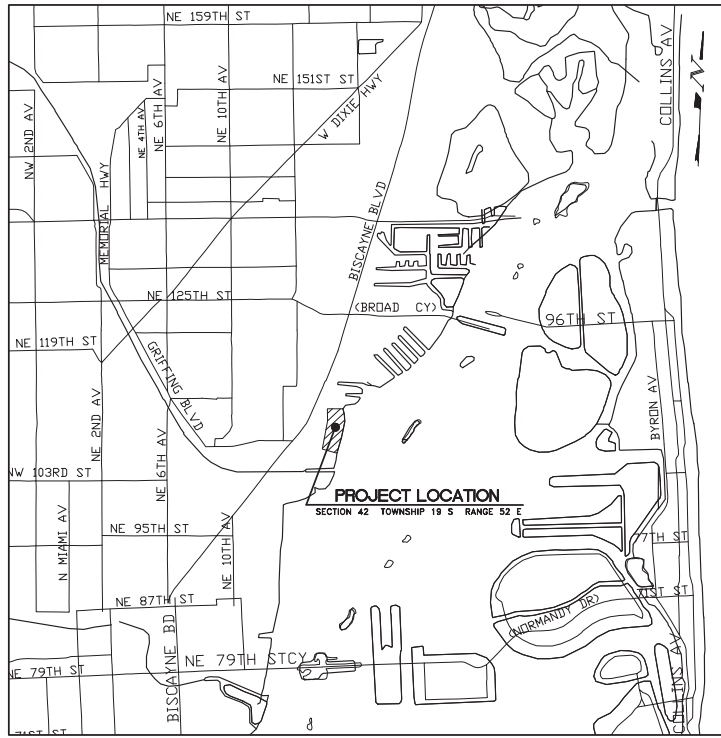 NE 159TH ST
COLLINS AV
N
NE 151ST ST
W DIXIE HWY
NE 10TH AV
NE 6TH AV
NE 4TH AV
NW 2ND AV
MEMORIAL HWY
BISCAYNE BLVD
NE 125TH ST
(BROAD CY)
96TH ST
NE 119TH ST
GRIFFING BLVD
BYRON AV
NE 2ND AV
NE 6TH AV
NW 103RD ST
PROJECT LOCATION
SECTION 42 TOWNSHIP 19 S RANGE 52 E
N MIAMI AV
NE 95TH ST
NE 10TH AV
77TH ST
NE 87TH ST
71ST ST
(NORMANDY DR)
BISCAYNE BD
NE 79TH STCY
NE 79TH ST
COLLINS AV
71ST ST